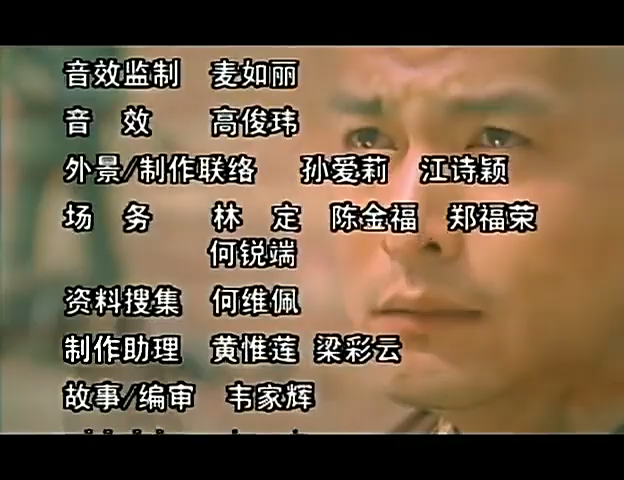 音效监制 麦如丽
音 效 高俊玮
外景/制作联络 孙爱莉 江诗颖
场 务 林 定 陈金福 郑福荣
何锐端
资料搜集 何维佩
制作助理 黄惟莲 梁彩云
故事/编审 韦家辉